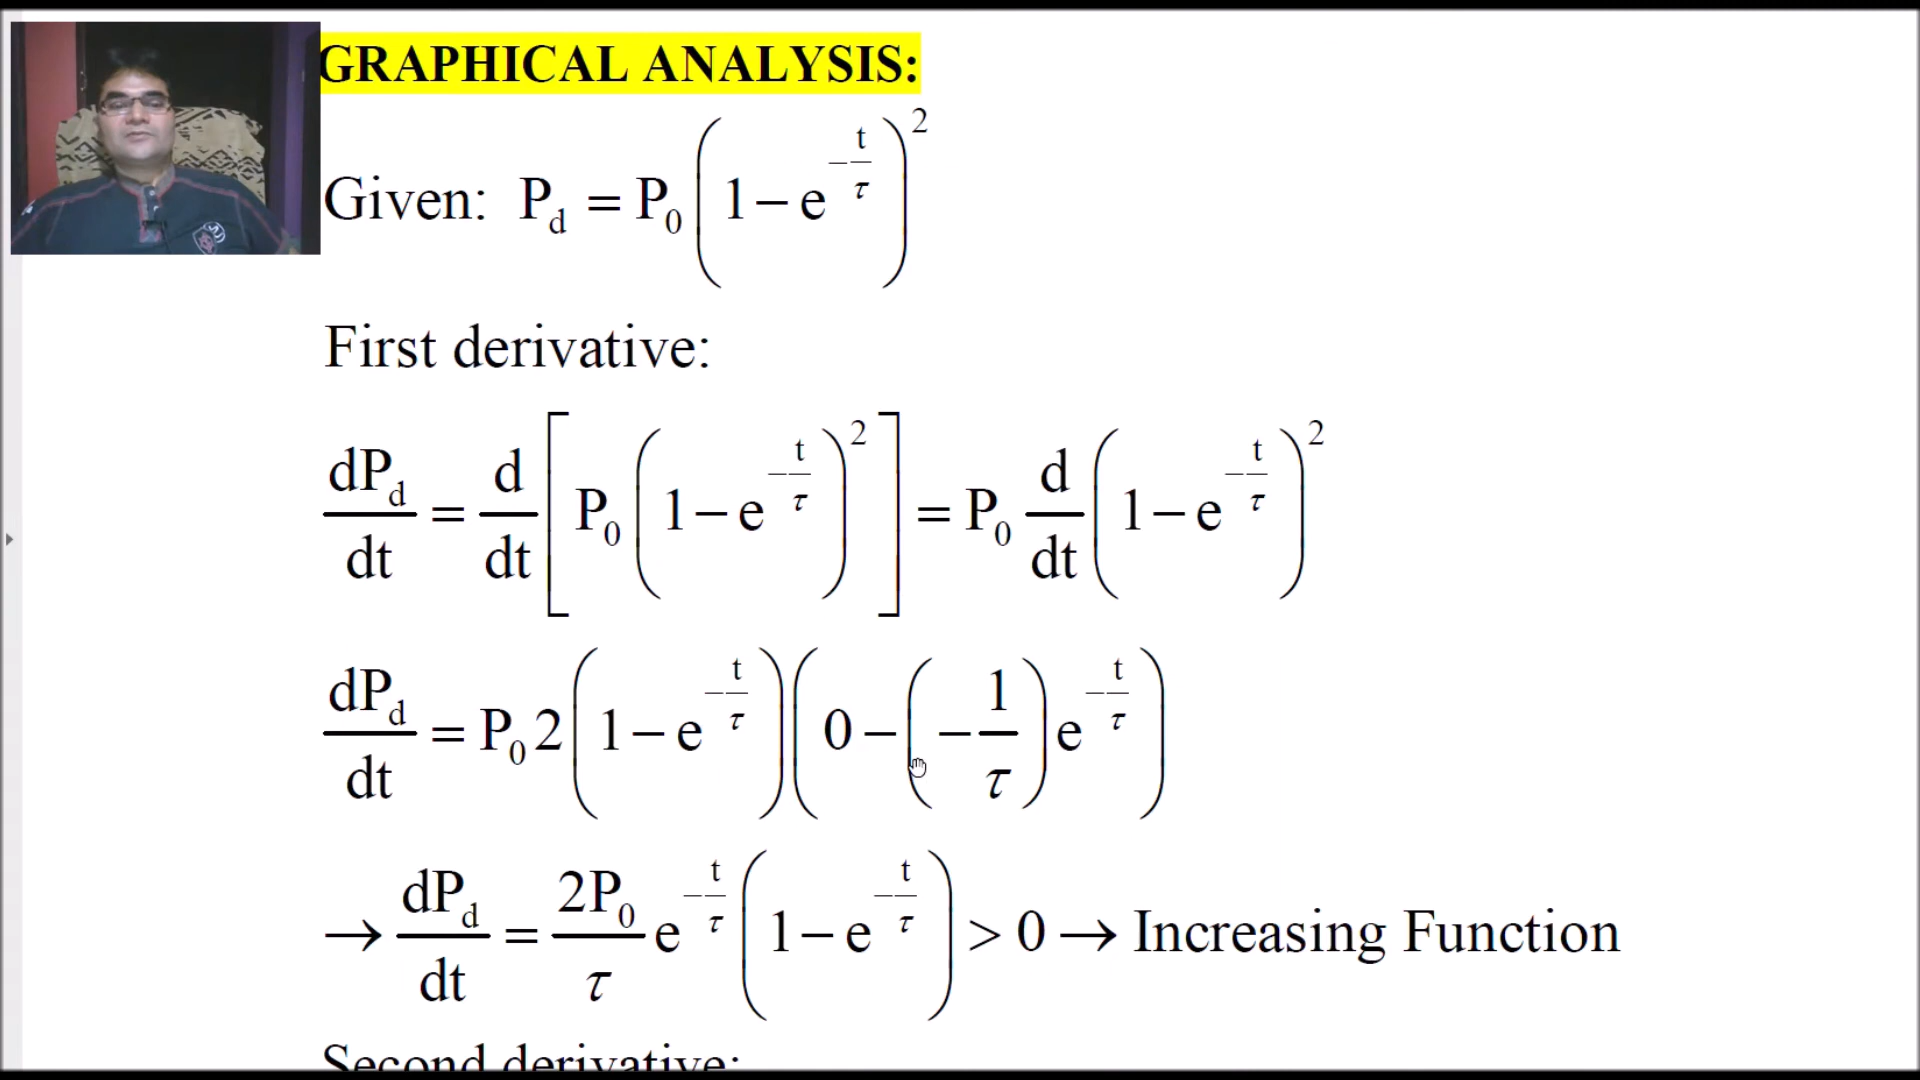 GRAPHICAL ANALYSIS:
Given: P_d = P_0 (1 − e^{−t/τ})^2
First derivative:
dP_d/dt = d/dt [P_0 (1 − e^{−t/τ})^2] = P_0 d/dt (1 − e^{−t/τ})^2
dP_d/dt = P_0 2 (1 − e^{−t/τ}) (0 − (−1/τ) e^{−t/τ})
→ dP_d/dt = 2P_0/τ e^{−t/τ} (1 − e^{−t/τ}) > 0 → Increasing Function
Second derivative: